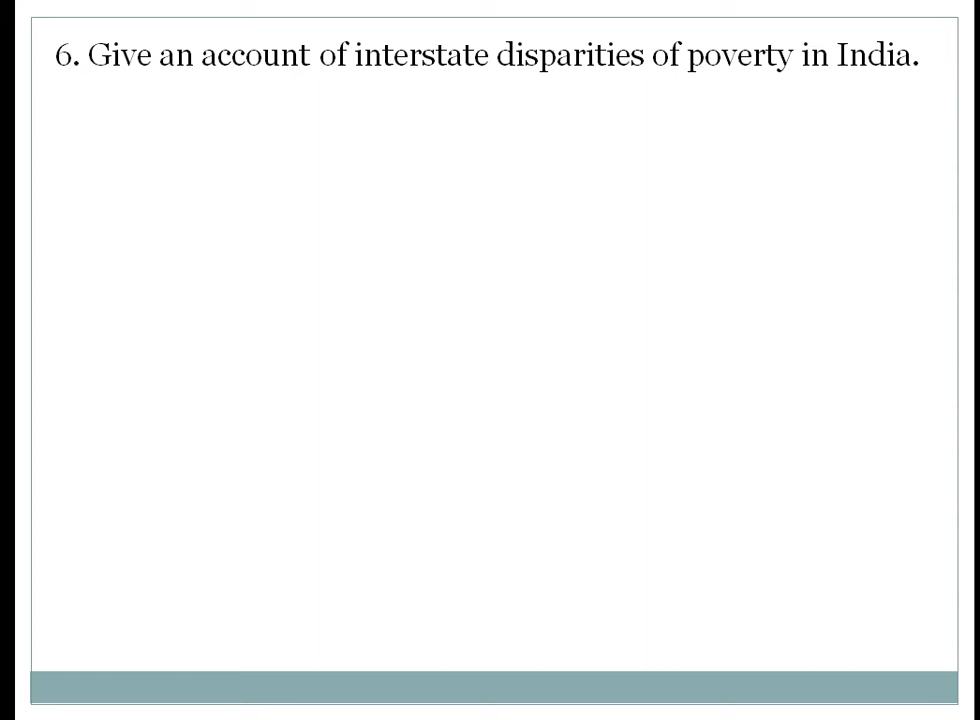 6. Give an account of interstate disparities of poverty in India.